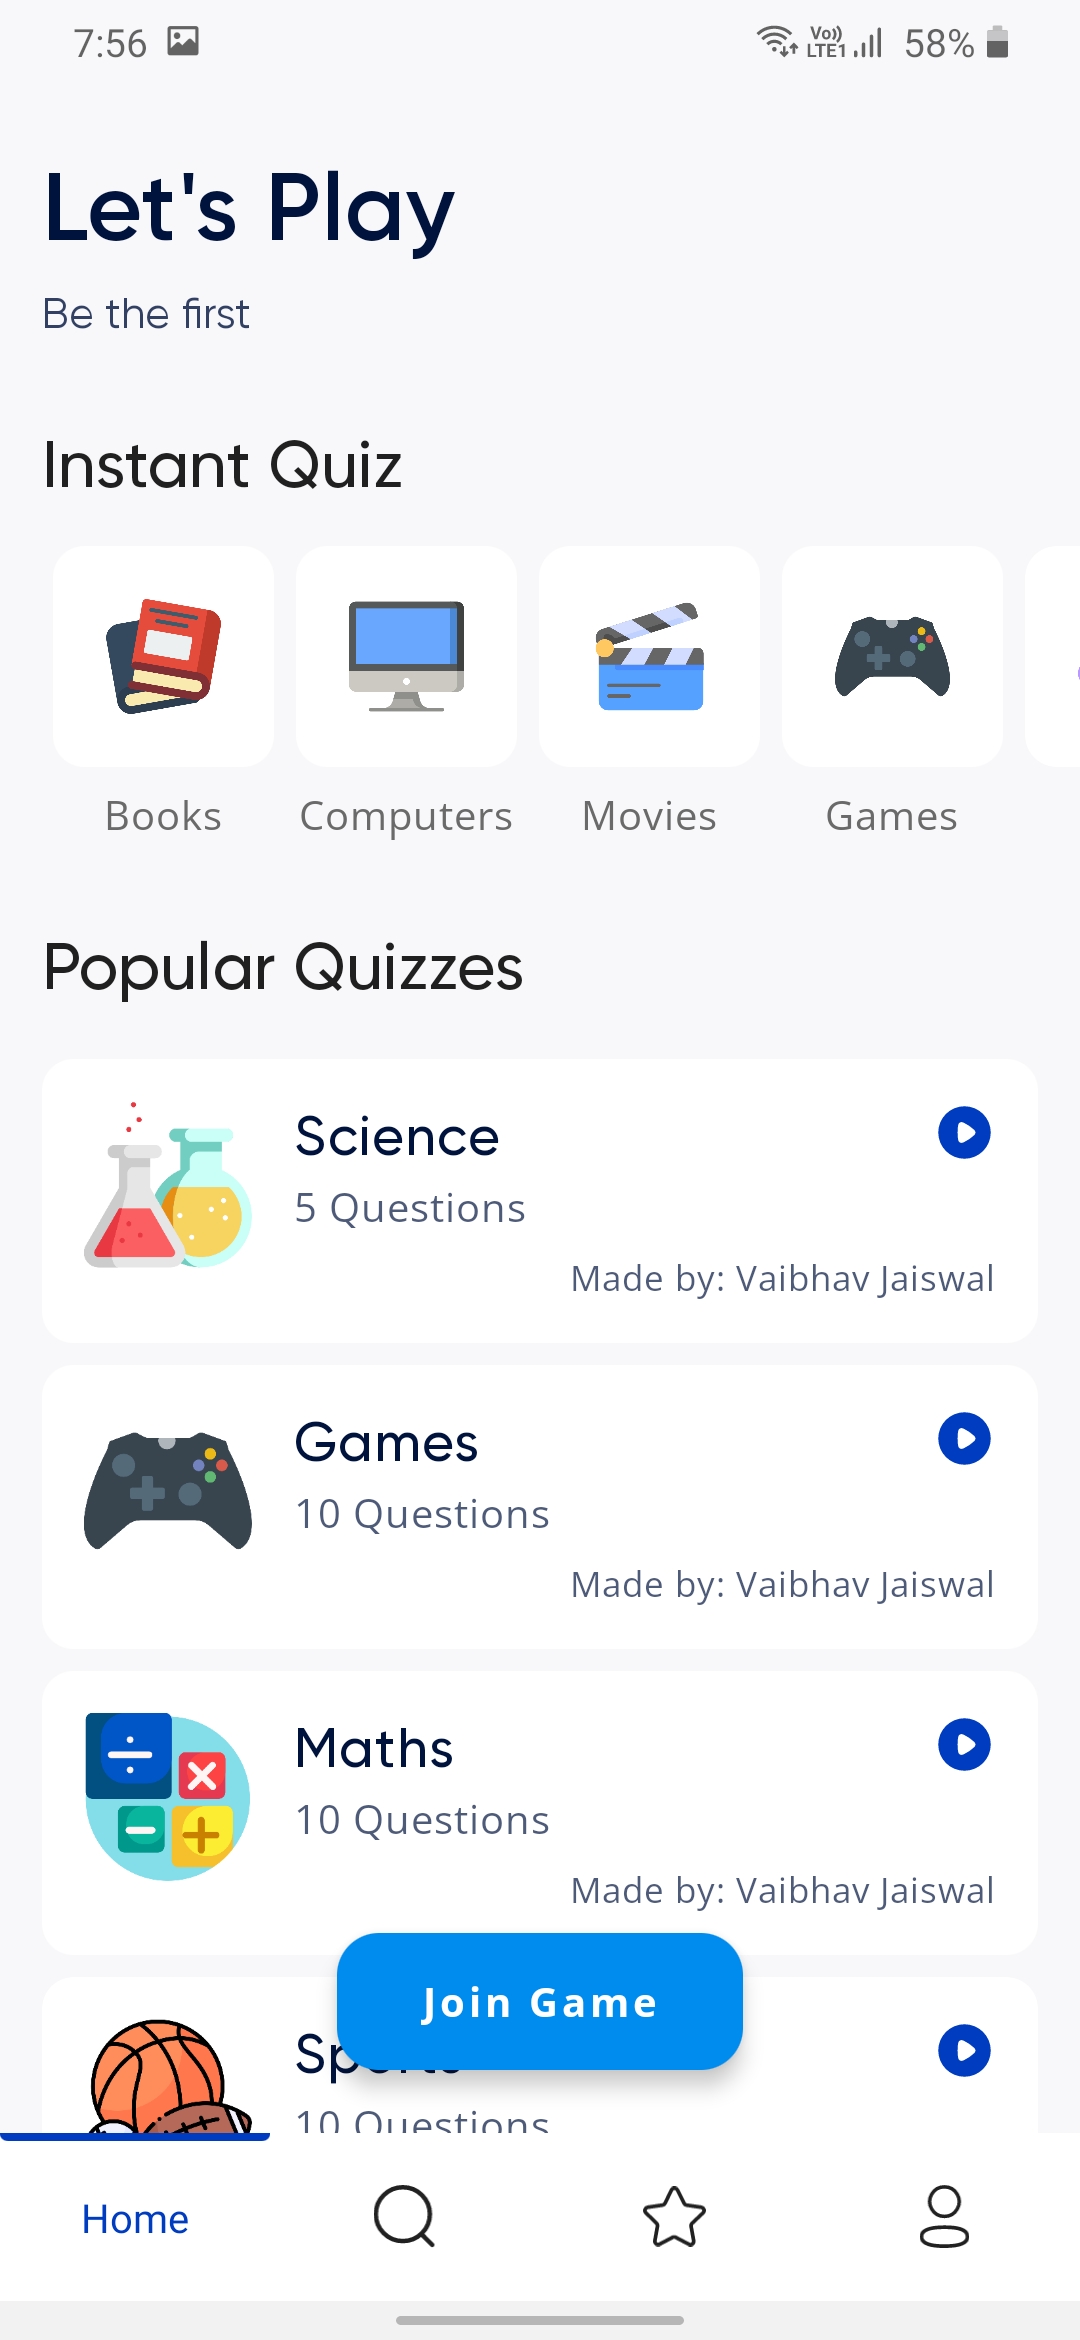 7:56 Vo)) LTE1 58%
Let's Play
Be the first
Instant Quiz
Books Computers Movies Games
Popular Quizzes
Science
5 Questions
Made by: Vaibhav Jaiswal
Games
10 Questions
Made by: Vaibhav Jaiswal
Maths
10 Questions
Made by: Vaibhav Jaiswal
Join Game
Sports
10 Questions
Home